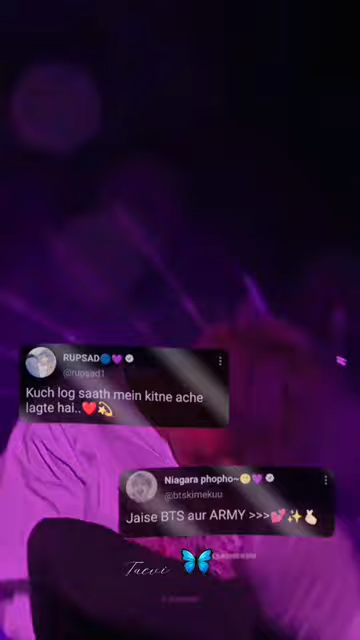 RUPSAD🔵💜
@rupsad1
Kuch log saath mein kitne ache
lagte hai..❤️💫
Niagara phopho~🙂💜
@btskimekuu
Jaise BTS aur ARMY >>>💕✨🫰🏻
Taevi 🦋